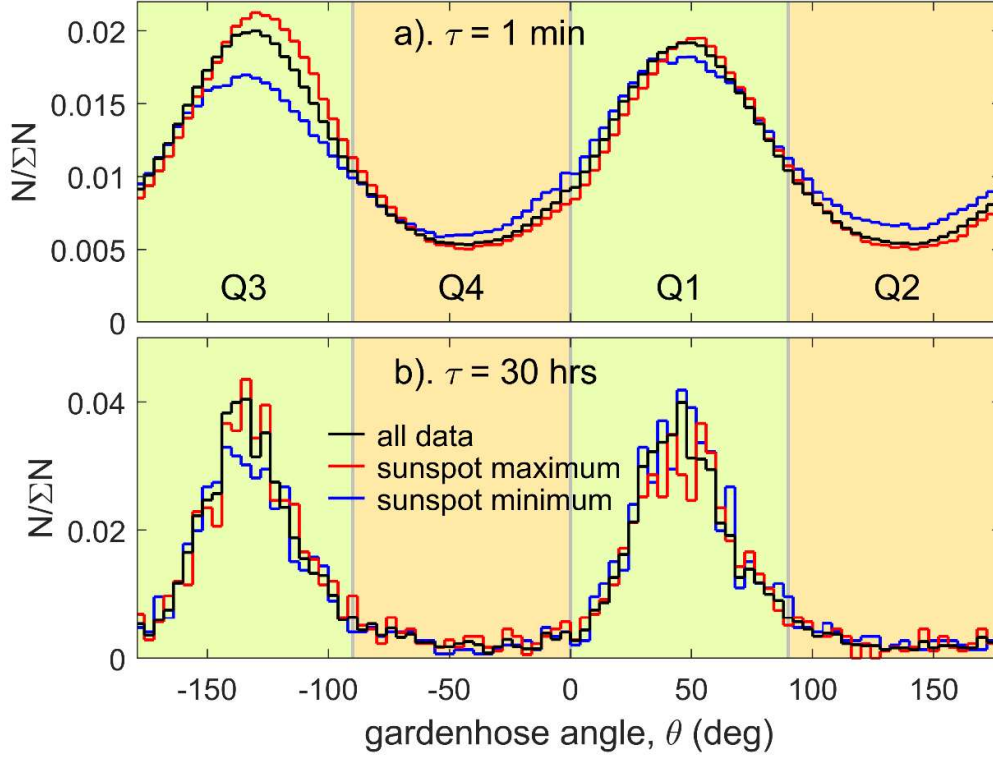 a). τ = 1 min
N/ΣN
0.02
0.015
0.01
0.005
0
Q3 Q4 Q1 Q2
b). τ = 30 hrs
N/ΣN
0.04
0.02
0
all data
sunspot maximum
sunspot minimum
-150 -100 -50 0 50 100 150
gardenhose angle, θ (deg)